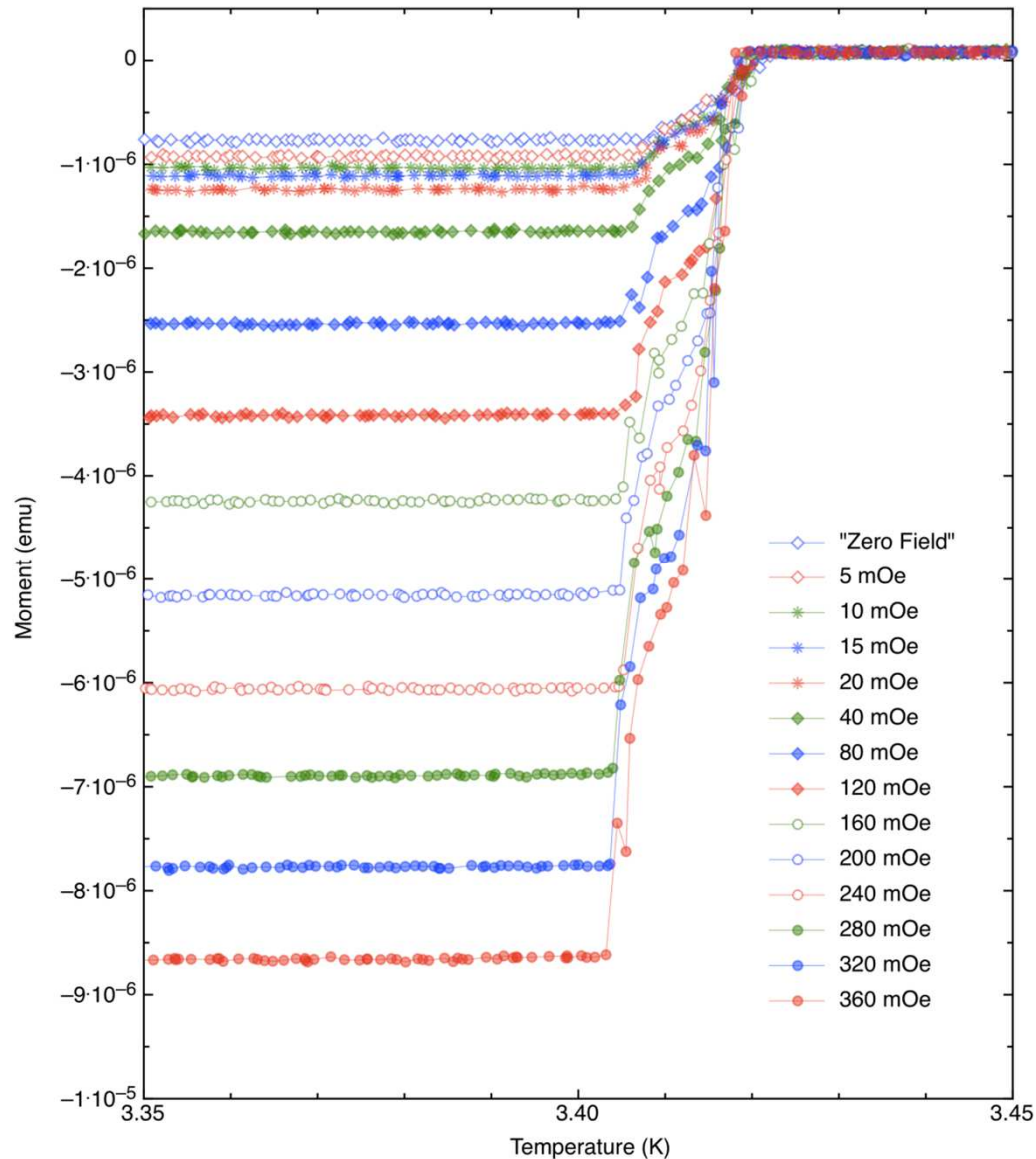 0
–1·10⁻⁶
–2·10⁻⁶
–3·10⁻⁶
–4·10⁻⁶
–5·10⁻⁶
–6·10⁻⁶
–7·10⁻⁶
–8·10⁻⁶
–9·10⁻⁶
–1·10⁻⁵
Moment (emu)
"Zero Field"
5 mOe
10 mOe
15 mOe
20 mOe
40 mOe
80 mOe
120 mOe
160 mOe
200 mOe
240 mOe
280 mOe
320 mOe
360 mOe
3.35 3.40 3.45
Temperature (K)